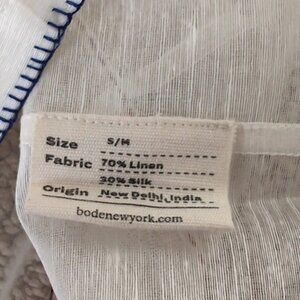 Size S/M
Fabric 70% Linen
30% Silk
Origin New Delhi, India
bodenewyork.com